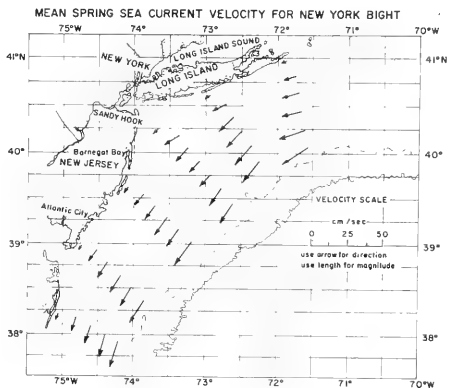 MEAN SPRING SEA CURRENT VELOCITY FOR NEW YORK BIGHT
75°W 74° 73° 72° 71° 70°W
41°N
41°N
NEW YORK
LONG ISLAND SOUND
LONG ISLAND
SANDY HOOK
Barnegat Bay
40°
40°
NEW JERSEY
VELOCITY SCALE
Atlantic City
cm/sec
0 25 50
39°
39°
use arrow for direction
use length for magnitude
38°
38°
75°W 74° 73° 72° 71° 70°W